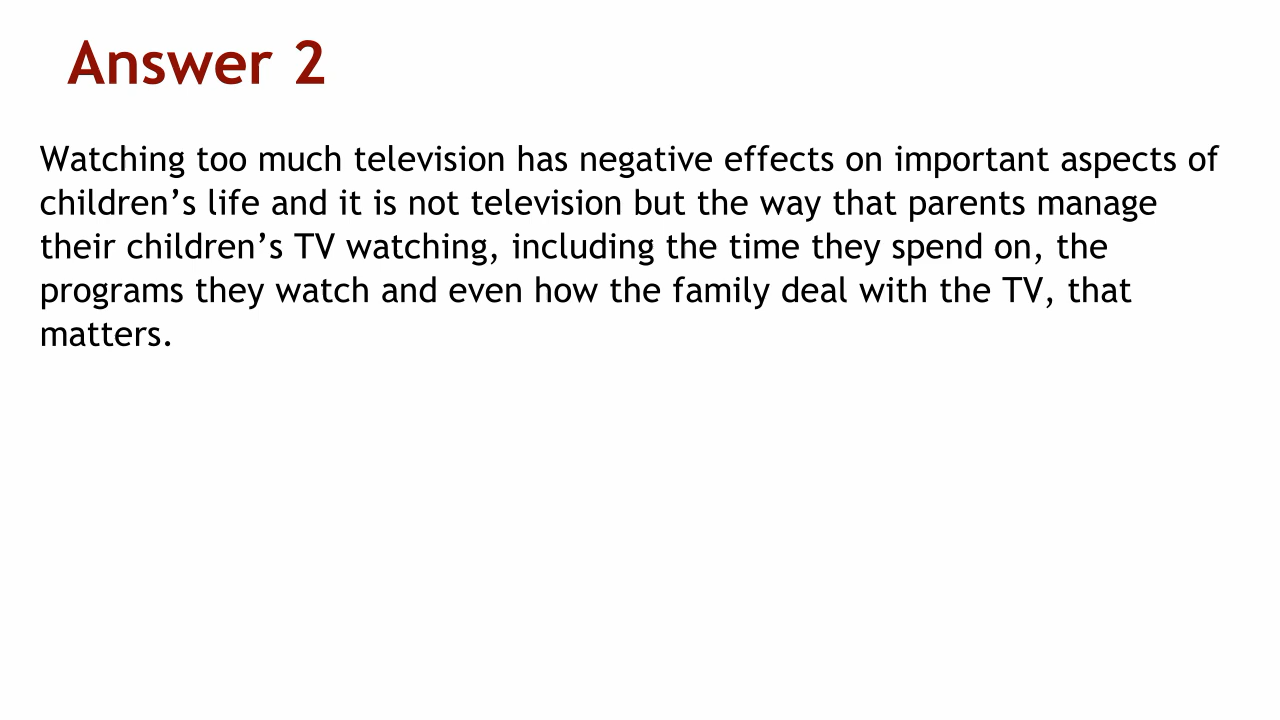 Answer 2
Watching too much television has negative effects on important aspects of
children’s life and it is not television but the way that parents manage
their children’s TV watching, including the time they spend on, the
programs they watch and even how the family deal with the TV, that
matters.